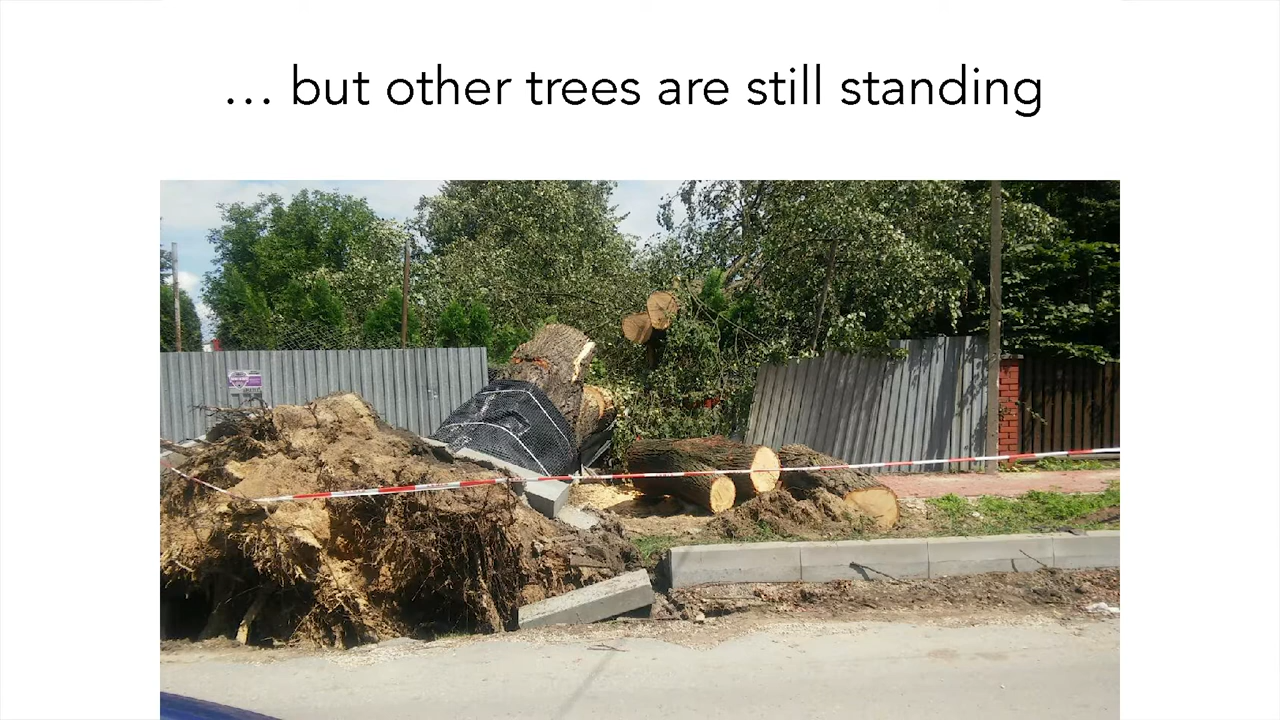 … but other trees are still standing